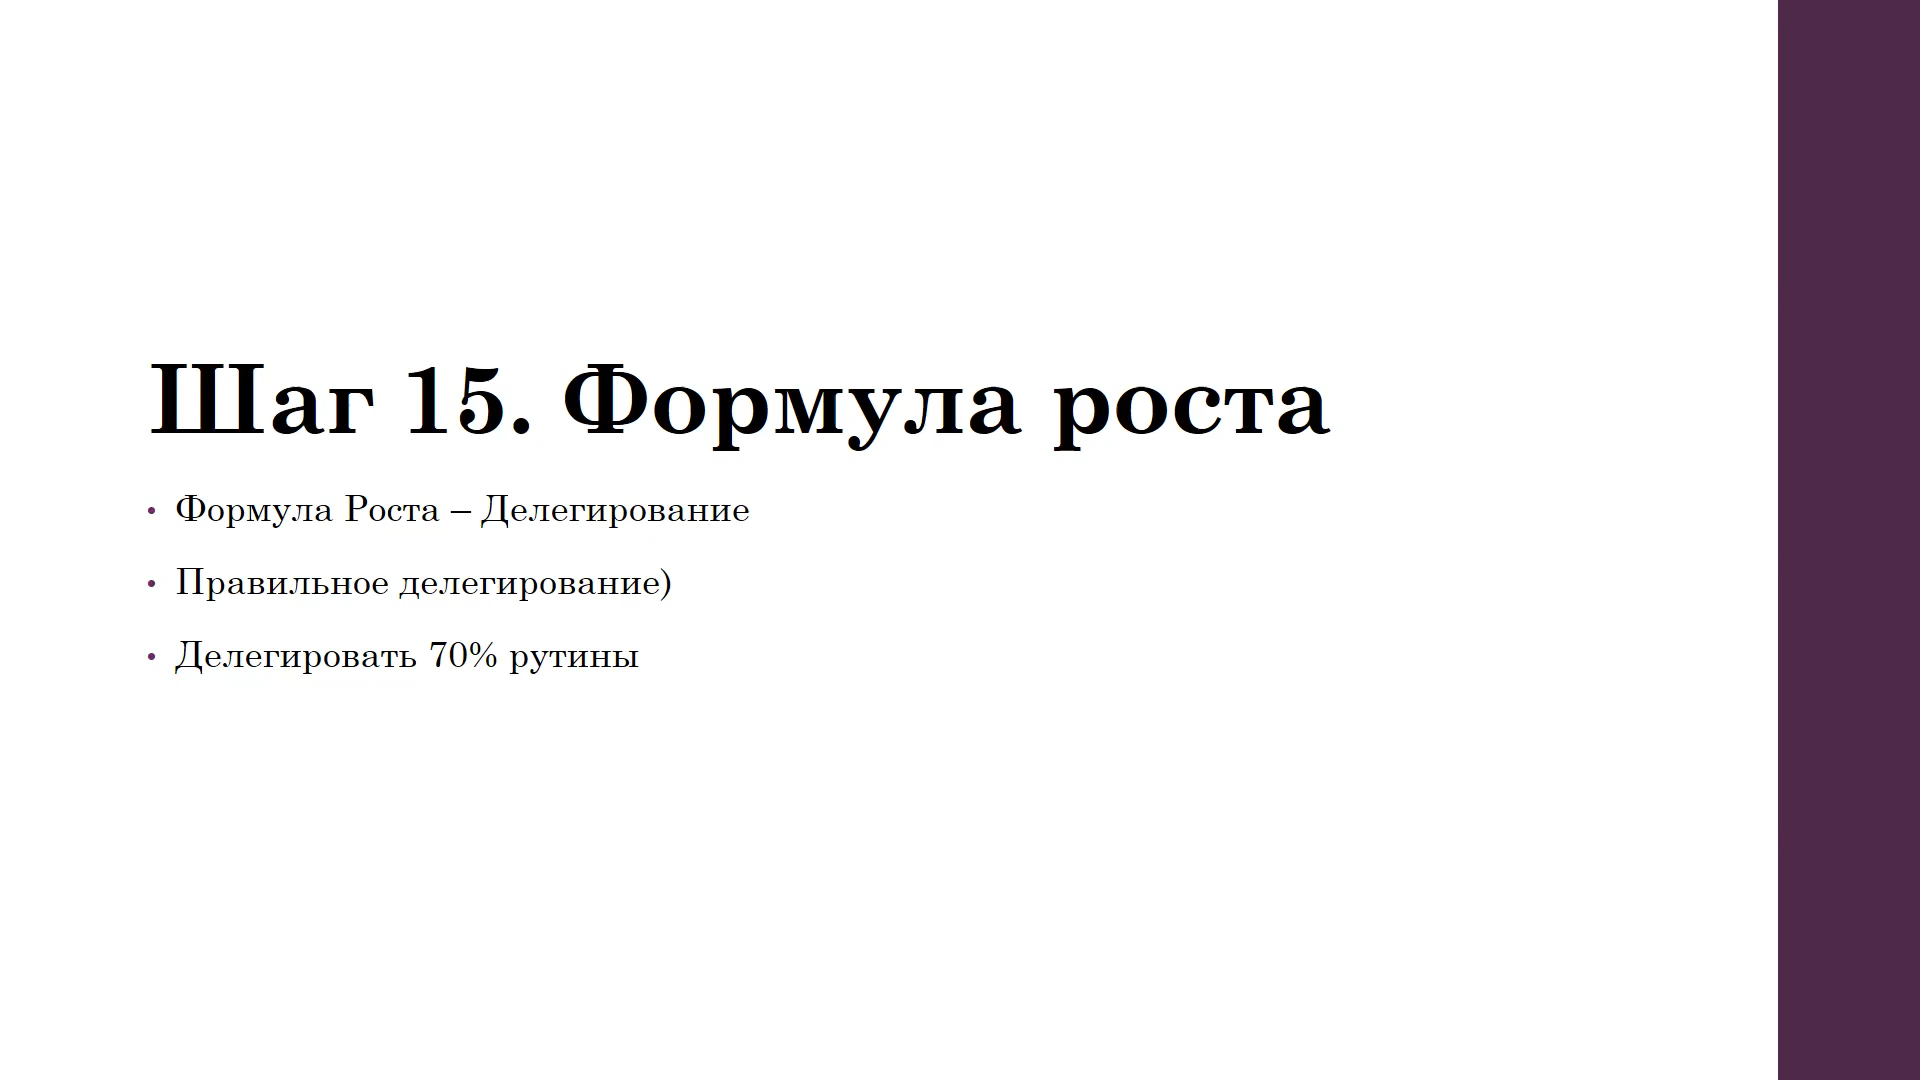 Шаг 15. Формула роста
• Формула Роста – Делегирование
• Правильное делегирование)
• Делегировать 70% рутины